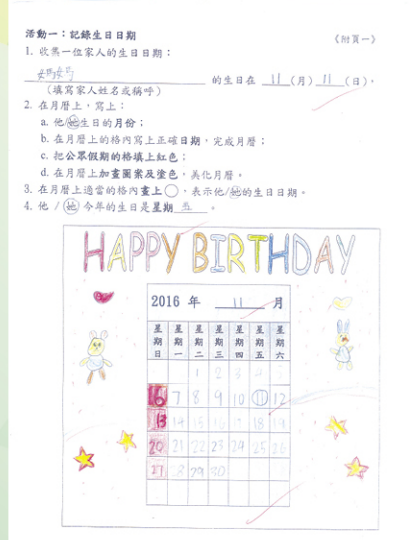 活動一：記錄生日日期
《附頁一》
1. 收集一位家人的生日日期：
媽媽 的生日在 11 (月) 11 (日)。
(填寫家人姓名或稱呼)
2. 在月曆上，寫上：
a. 他/她生日的月份；
b. 在月曆上的格內寫上正確日期，完成月曆；
c. 把公眾假期的格填上紅色；
d. 在月曆上加畫圖案及塗色，美化月曆。
3. 在月曆上適當的格內畫上○，表示他/她的生日日期。
4. 他 / 她 今年的生日是星期 五 。
HAPPY BIRTHDAY
2016 年 11 月
星期日 星期一 星期二 星期三 星期四 星期五 星期六
1 2 3 4 5
6 7 8 9 10 11 12
13 14 15 16 17 18 19
20 21 22 23 24 25 26
27 28 29 30